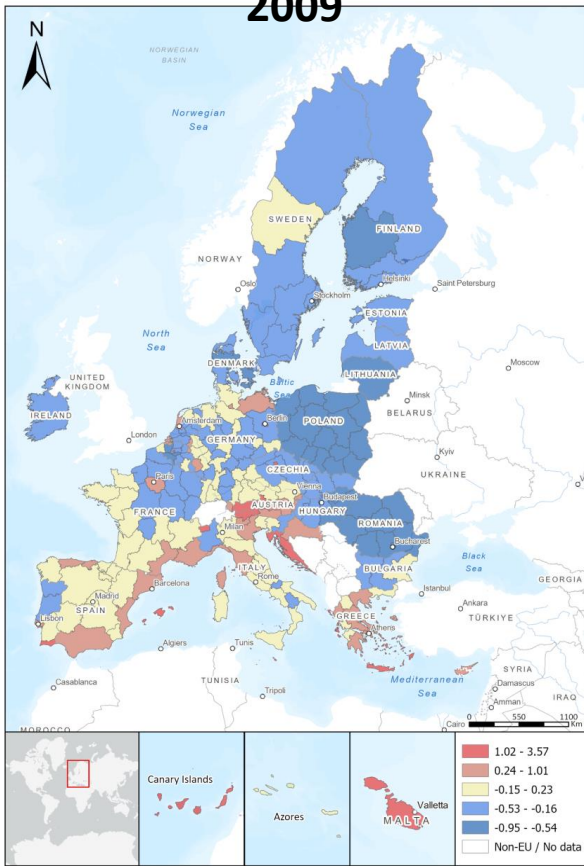 2009
N
NORWEGIAN
BASIN
Norwegian
Sea
SWEDEN
FINLAND
NORWAY
Oslo
Helsinki
Saint Petersburg
Stockholm
ESTONIA
North
Sea
LATVIA
Moscow
DENMARK
LITHUANIA
Baltic
Sea
UNITED
KINGDOM
Minsk
BELARUS
IRELAND
Amsterdam
Berlin
London
GERMANY
POLAND
Kyiv
UKRAINE
CZECHIA
Paris
Vienna
Budapest
FRANCE
AUSTRIA
HUNGARY
Milan
ROMANIA
Bucharest
Black
Sea
ITALY
BULGARIA
GEORGIA
Barcelona
Rome
Istanbul
Madrid
SPAIN
Ankara
Lisbon
GREECE
TÜRKIYE
Athens
Algiers
Tunis
SYRIA
Mediterranean
Sea
Damascus
Casablanca
TUNISIA
Amman
IRAQ
Tripoli
MOROCCO
Cairo
0 550 1100
Km
Canary Islands
Azores
Valletta
MALTA
1.02 - 3.57
0.24 - 1.01
-0.15 - 0.23
-0.53 - -0.16
-0.95 - -0.54
Non-EU / No data